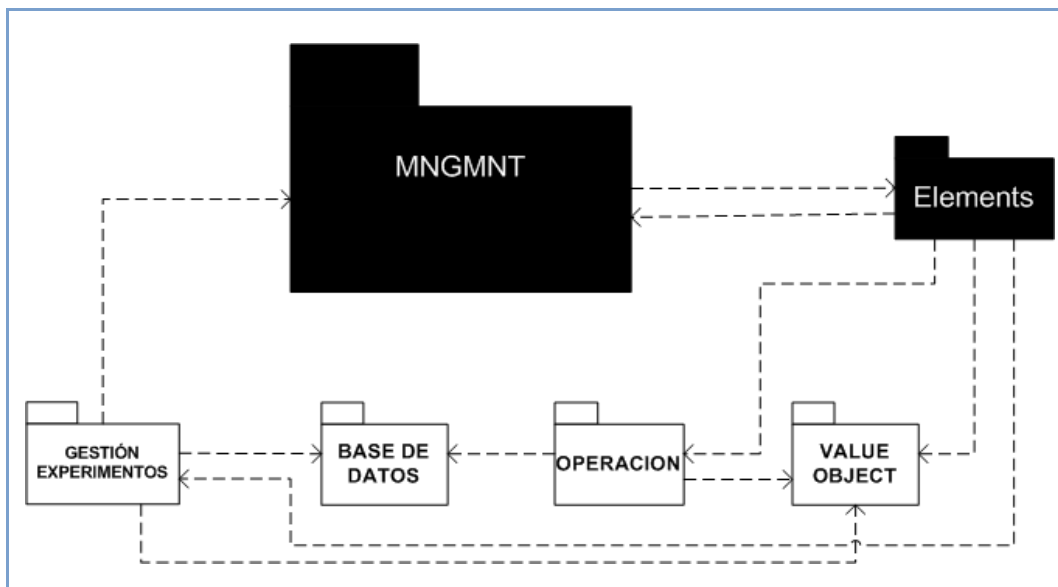 MNGMNT
Elements
GESTIÓN
EXPERIMENTOS
BASE DE
DATOS
OPERACION
VALUE
OBJECT